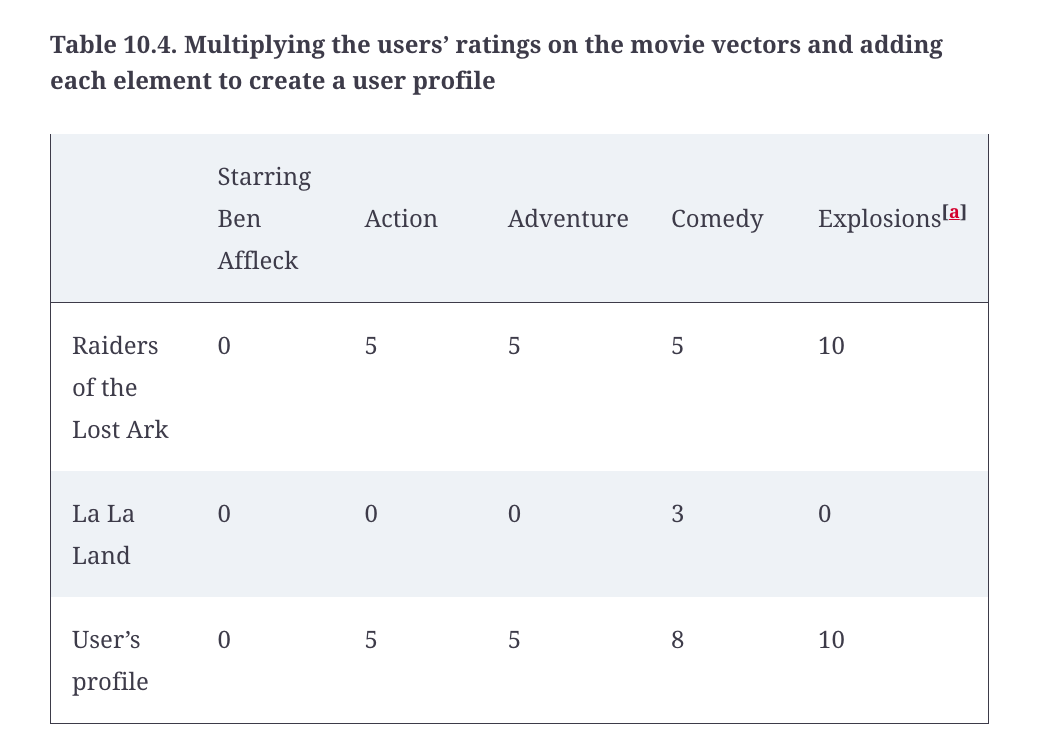 Table 10.4. Multiplying the users’ ratings on the movie vectors and adding
each element to create a user profile
Starring
Ben
Affleck
Action
Adventure
Comedy
Explosions[a]
Raiders
of the
Lost Ark
0
5
5
5
10
La La
Land
0
0
0
3
0
User’s
profile
0
5
5
8
10